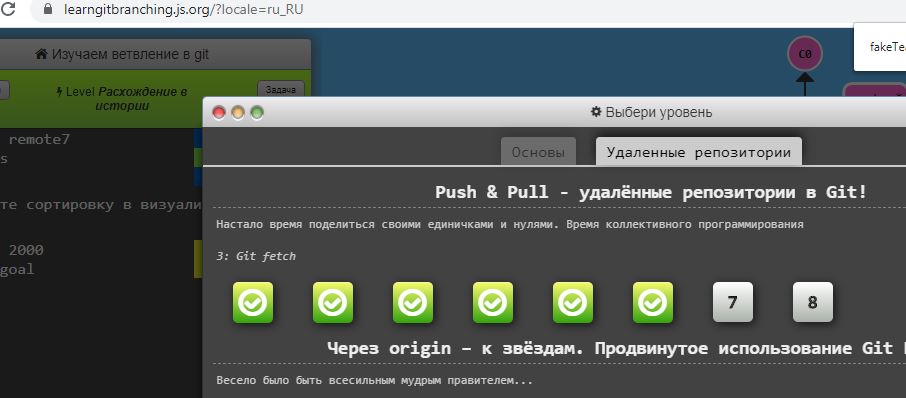 learngitbranching.js.org/?locale=ru_RU
Изучаем ветвление в git
C0
fakeTea
Level Расхождение в
истории
Задача
Выбери уровень
remote7
s
Основы
Удаленные репозитории
Push & Pull - удалённые репозитории в Git!
те сортировку в визуали
Настало время поделиться своими единичками и нулями. Время коллективного программирования
2000
goal
3: Git fetch
7
8
Через origin – к звёздам. Продвинутое использование Git
Весело было быть всесильным мудрым правителем...